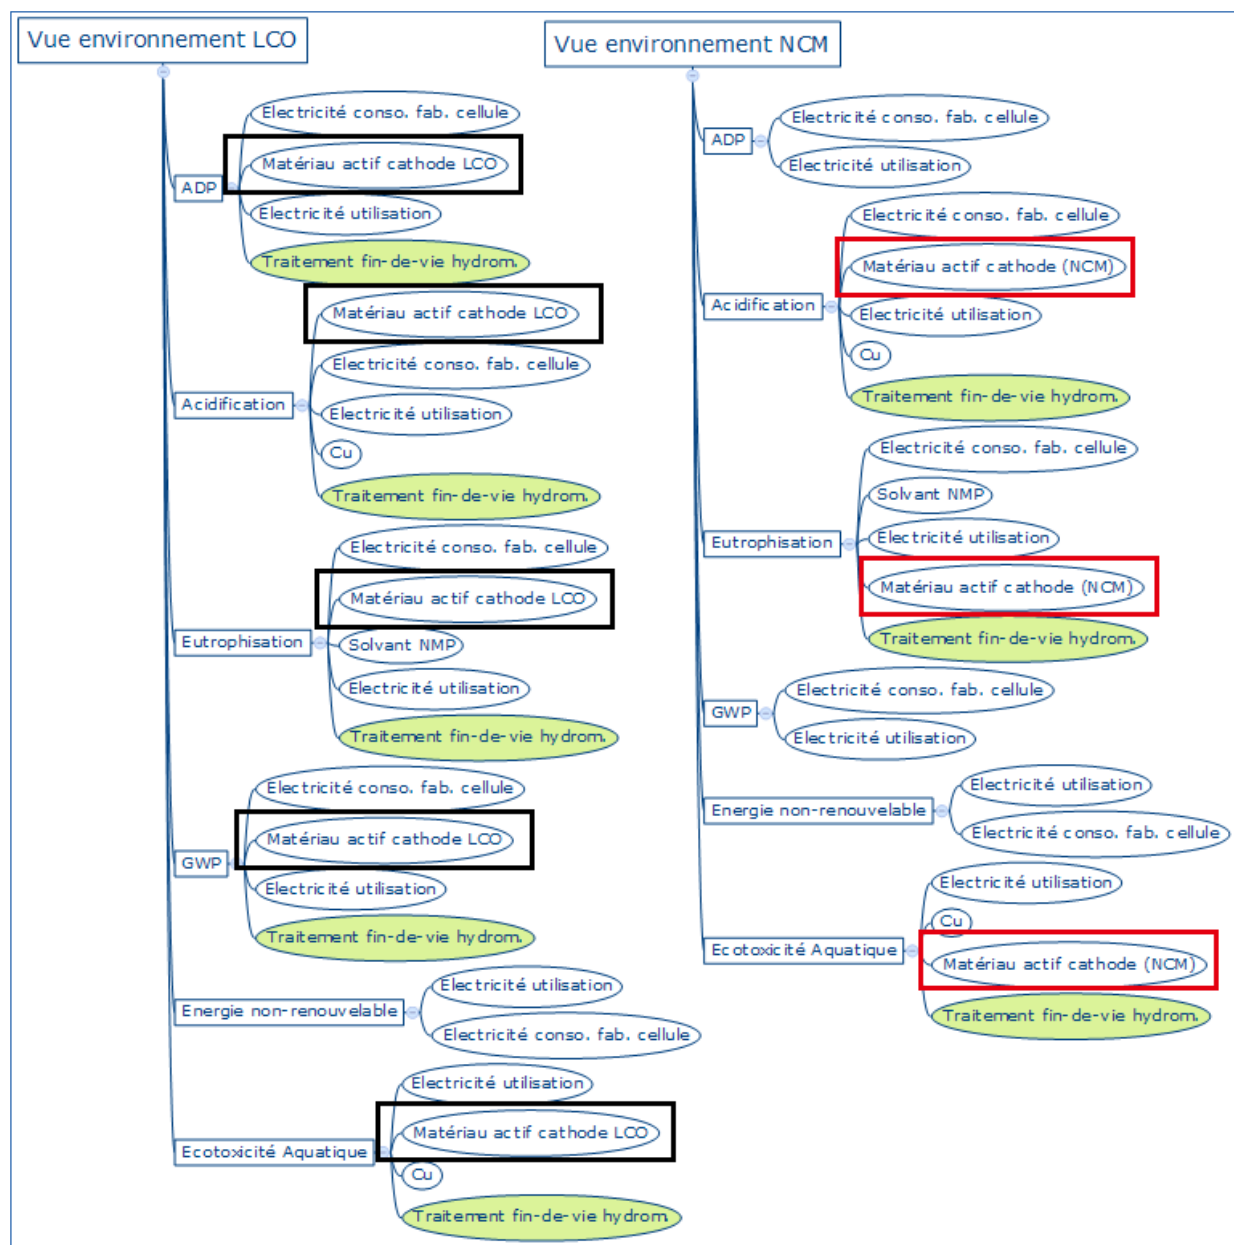 Vue environnement LCO
ADP
Electricité conso. fab. cellule
Matériau actif cathode LCO
Electricité utilisation
Traitement fin-de-vie hydrom.
Acidification
Matériau actif cathode LCO
Electricité conso. fab. cellule
Electricité utilisation
Cu
Traitement fin-de-vie hydrom.
Eutrophisation
Electricité conso. fab. cellule
Matériau actif cathode LCO
Solvant NMP
Electricité utilisation
Traitement fin-de-vie hydrom.
GWP
Electricité conso. fab. cellule
Matériau actif cathode LCO
Electricité utilisation
Traitement fin-de-vie hydrom.
Energie non-renouvelable
Electricité utilisation
Electricité conso. fab. cellule
Ecotoxicité Aquatique
Electricité utilisation
Matériau actif cathode LCO
Cu
Traitement fin-de-vie hydrom.
Vue environnement NCM
ADP
Electricité conso. fab. cellule
Electricité utilisation
Acidification
Electricité conso. fab. cellule
Matériau actif cathode (NCM)
Electricité utilisation
Cu
Traitement fin-de-vie hydrom.
Eutrophisation
Electricité conso. fab. cellule
Solvant NMP
Electricité utilisation
Matériau actif cathode (NCM)
Traitement fin-de-vie hydrom.
GWP
Electricité conso. fab. cellule
Electricité utilisation
Energie non-renouvelable
Electricité utilisation
Electricité conso. fab. cellule
Ecotoxicité Aquatique
Electricité utilisation
Cu
Matériau actif cathode (NCM)
Traitement fin-de-vie hydrom.